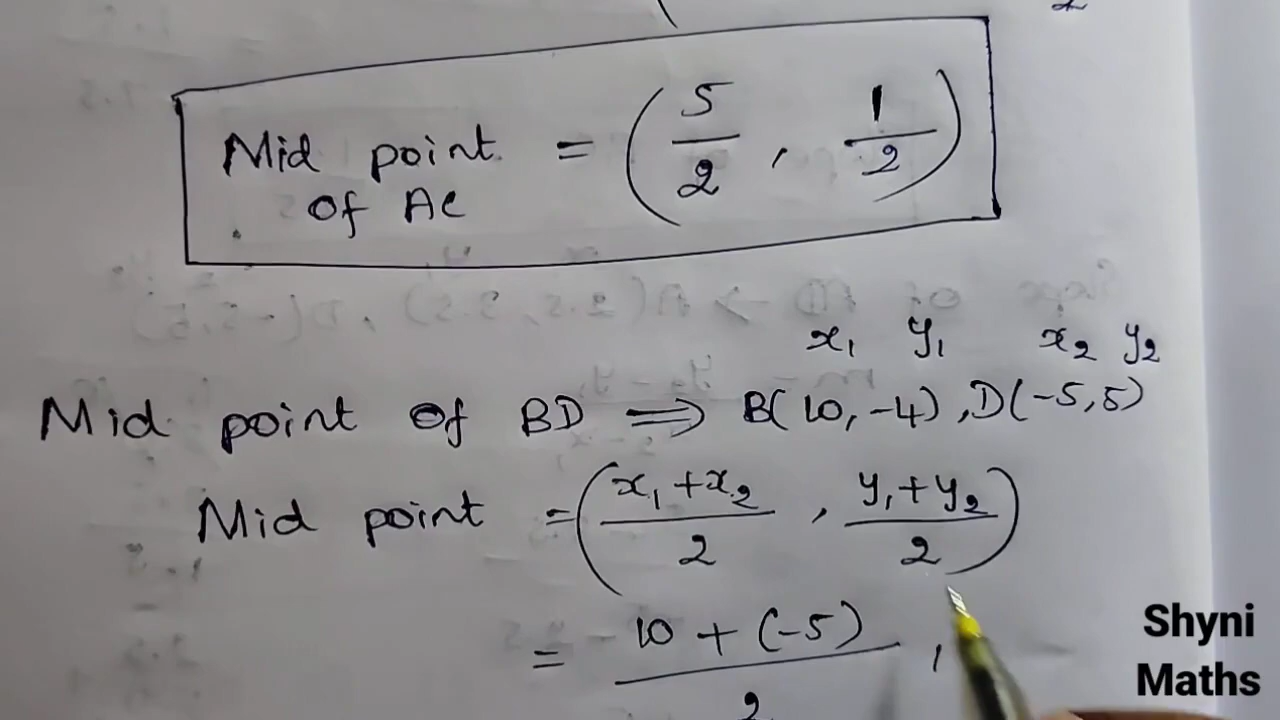 Mid point of AC = (5/2, 1/2)
x₁ y₁ x₂ y₂
Mid point of BD ⟹ B(10, -4), D(-5, 5)
Mid point = (x₁+x₂/2, y₁+y₂/2)
= 10 + (-5)/2,
Shyni
Maths